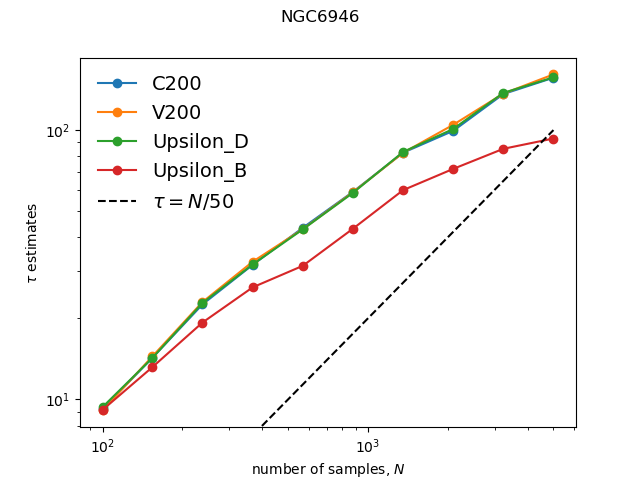 NGC6946
C200
V200
Upsilon_D
Upsilon_B
τ = N/50
10²
10¹
τ estimates
10²
10³
number of samples, N